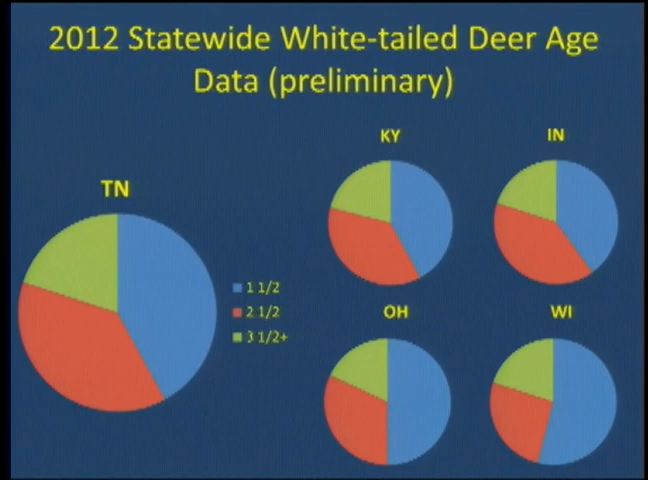 2012 Statewide White-tailed Deer Age
Data (preliminary)
KY
IN
TN
1 1/2
2 1/2
3 1/2+
OH
WI